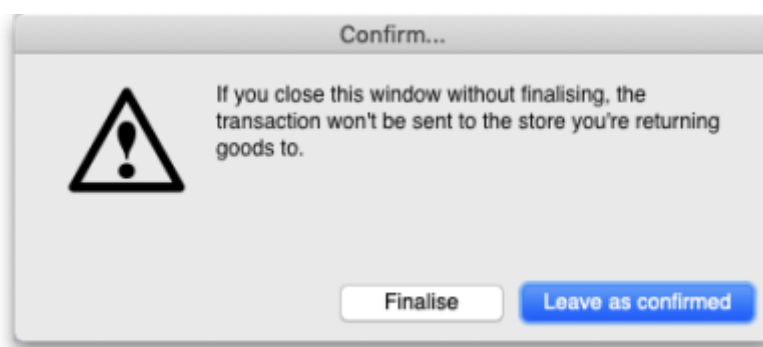 Confirm...
If you close this window without finalising, the
transaction won't be sent to the store you're returning
goods to.
Finalise
Leave as confirmed